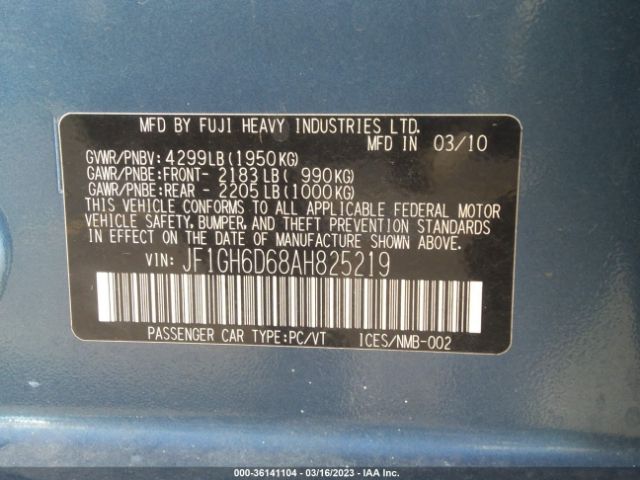 MFD BY FUJI HEAVY INDUSTRIES LTD.
MFD IN 03/10
GVWR/PNBV: 4299LB(1950KG)
GAWR/PNBE:FRONT- 2183LB( 990KG)
GAWR/PNBE:REAR - 2205LB(1000KG)
THIS VEHICLE CONFORMS TO ALL APPLICABLE FEDERAL MOTOR
VEHICLE SAFETY, BUMPER, AND THEFT PREVENTION STANDARDS
IN EFFECT ON THE DATE OF MANUFACTURE SHOWN ABOVE.
VIN: JF1GH6D68AH825219
PASSENGER CAR TYPE:PC/VT ICES/NMB-002
000-36141104 - 03/16/2023 - IAA Inc.